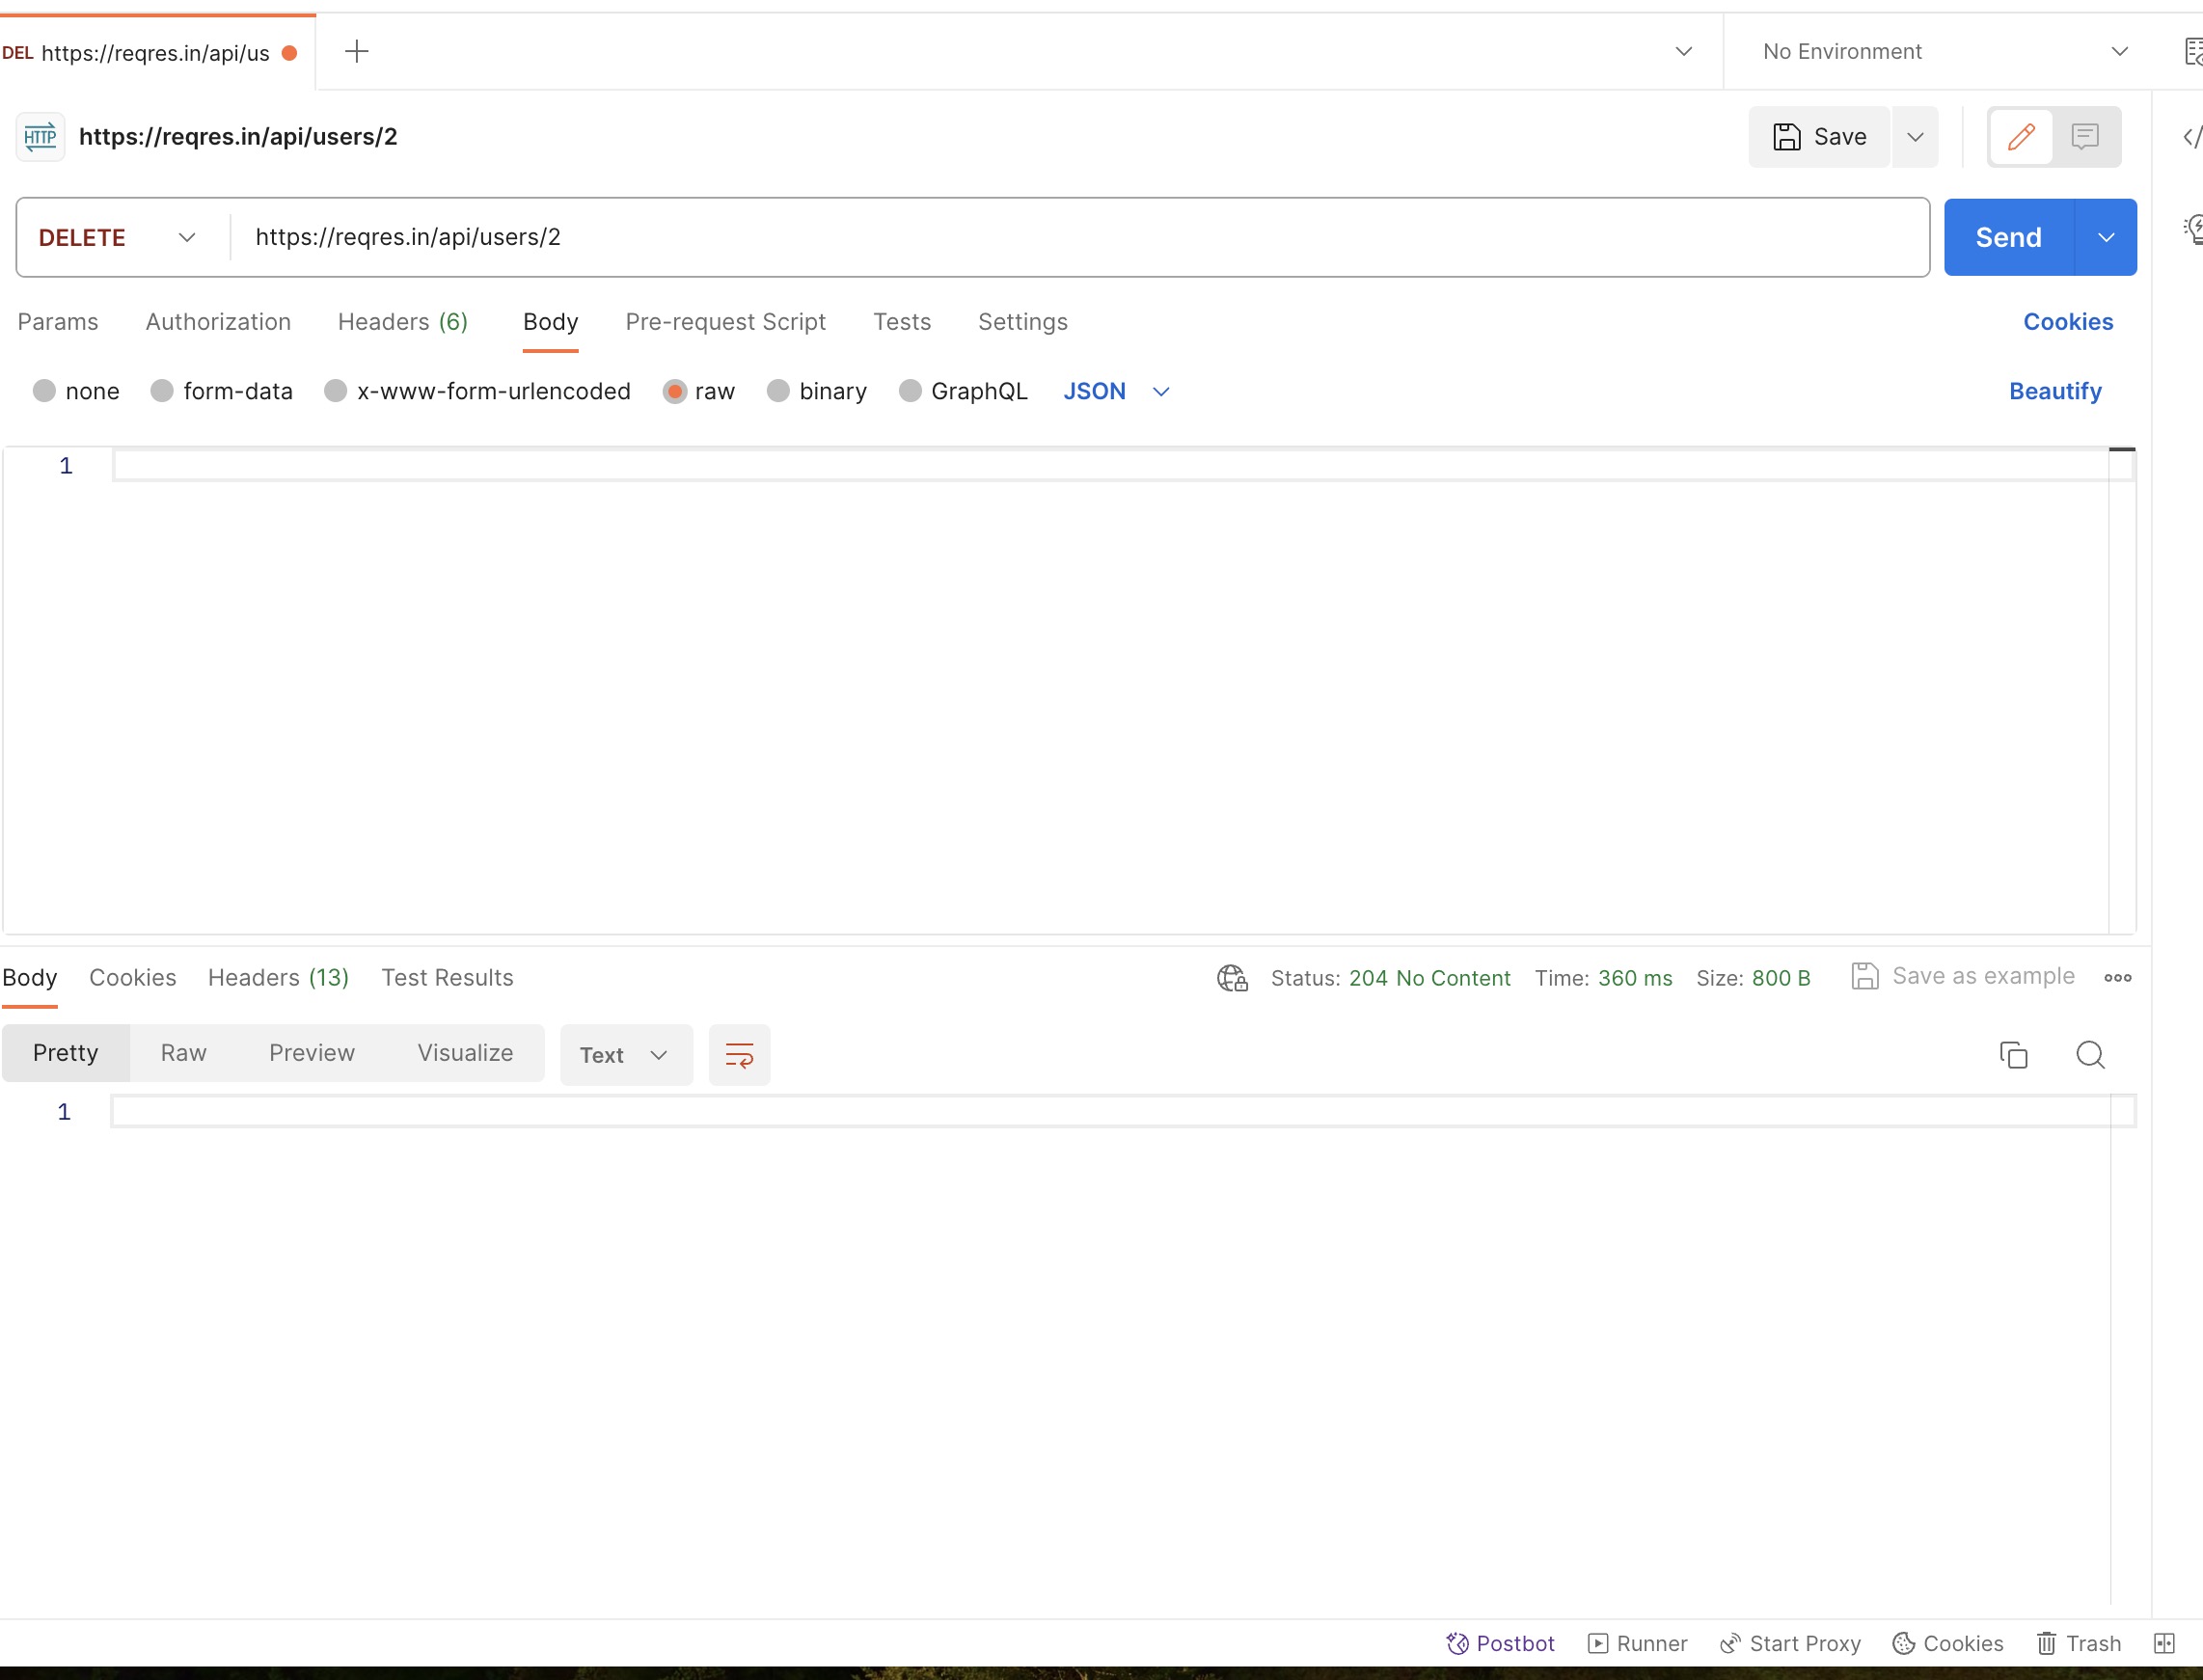 DEL https://reqres.in/api/us
No Environment
HTTP https://reqres.in/api/users/2
Save
DELETE https://reqres.in/api/users/2
Send
Params Authorization Headers (6) Body Pre-request Script Tests Settings Cookies
none form-data x-www-form-urlencoded raw binary GraphQL JSON Beautify
1
Body Cookies Headers (13) Test Results Status: 204 No Content Time: 360 ms Size: 800 B Save as example
Pretty Raw Preview Visualize Text
1
Postbot Runner Start Proxy Cookies Trash